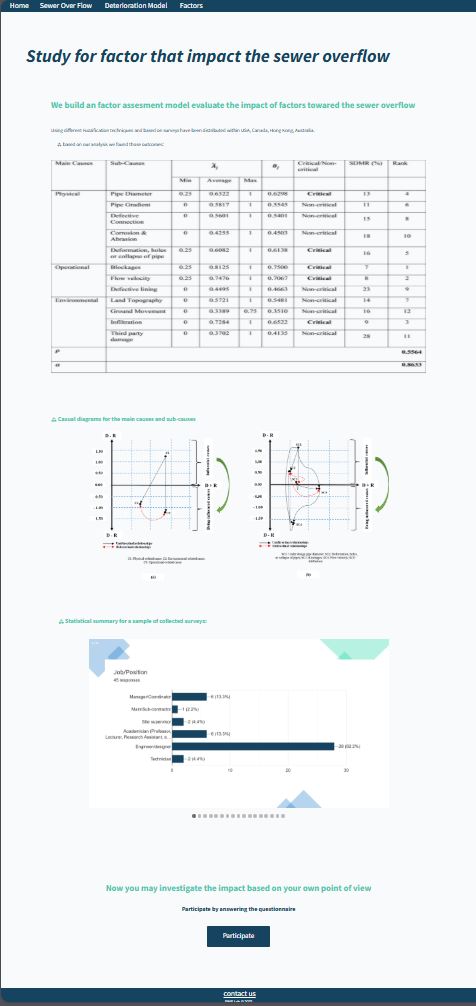 Home Sewer Over Flow Deterioration Model Factors
Study for factor that impact the sewer overflow
We build an factor assesment model evaluate the impact of factors towared the sewer overflow
Using different fuzzification techniques and based on surveys have been distributed within USA, Canada, Hong Kong, Australia.
based on our analysis we found those outcomes:
Main Causes Sub-Causes Critical/Non-critical SDMR (%) Rank
Min Average Max
Physical Pipe Diameter 0.25 0.6322 1 0.6298 Critical 13 4
Pipe Gradient 0 0.5817 1 0.5545 Non-critical 11 6
Defective Connection 0 0.5601 1 0.5401 Non-critical 15 8
Corrosion & Abrasion 0 0.4255 1 0.4503 Non-critical 18 10
Deformation, holes or collapse of pipe 0.25 0.6082 1 0.6138 Critical 16 5
Operational Blockages 0.25 0.8125 1 0.7500 Critical 7 1
Flow velocity 0.25 0.7476 1 0.7067 Critical 8 2
Defective lining 0 0.4495 1 0.4663 Non-critical 23 9
Environmental Land Topography 0 0.5721 1 0.5481 Non-critical 14 7
Ground Movement 0 0.3389 0.75 0.3510 Non-critical 16 12
Infiltration 0 0.7284 1 0.6522 Critical 9 3
Third party damage 0 0.3702 1 0.4135 Non-critical 28 11
P 0.5564
α 0.8633
Casual diagrams for the main causes and sub-causes
D - R D - R
D + R D + R
D - R D - R
(a) (b)
Statistical summary for a sample of collected surveys:
Job/Position
45 responses
Manager/Coordinator 6 (13.3%)
Main/Sub-contractor 1 (2.2%)
Site supervisor 2 (4.4%)
Academician (Professor,
Lecturer, Research Assistant, s... 6 (13.3%)
Engineer/designer 28 (62.2%)
Technician 2 (4.4%)
0 10 20 30
Now you may investigate the impact based on your own point of view
Participate by answering the questionnaire
Participate
contact us